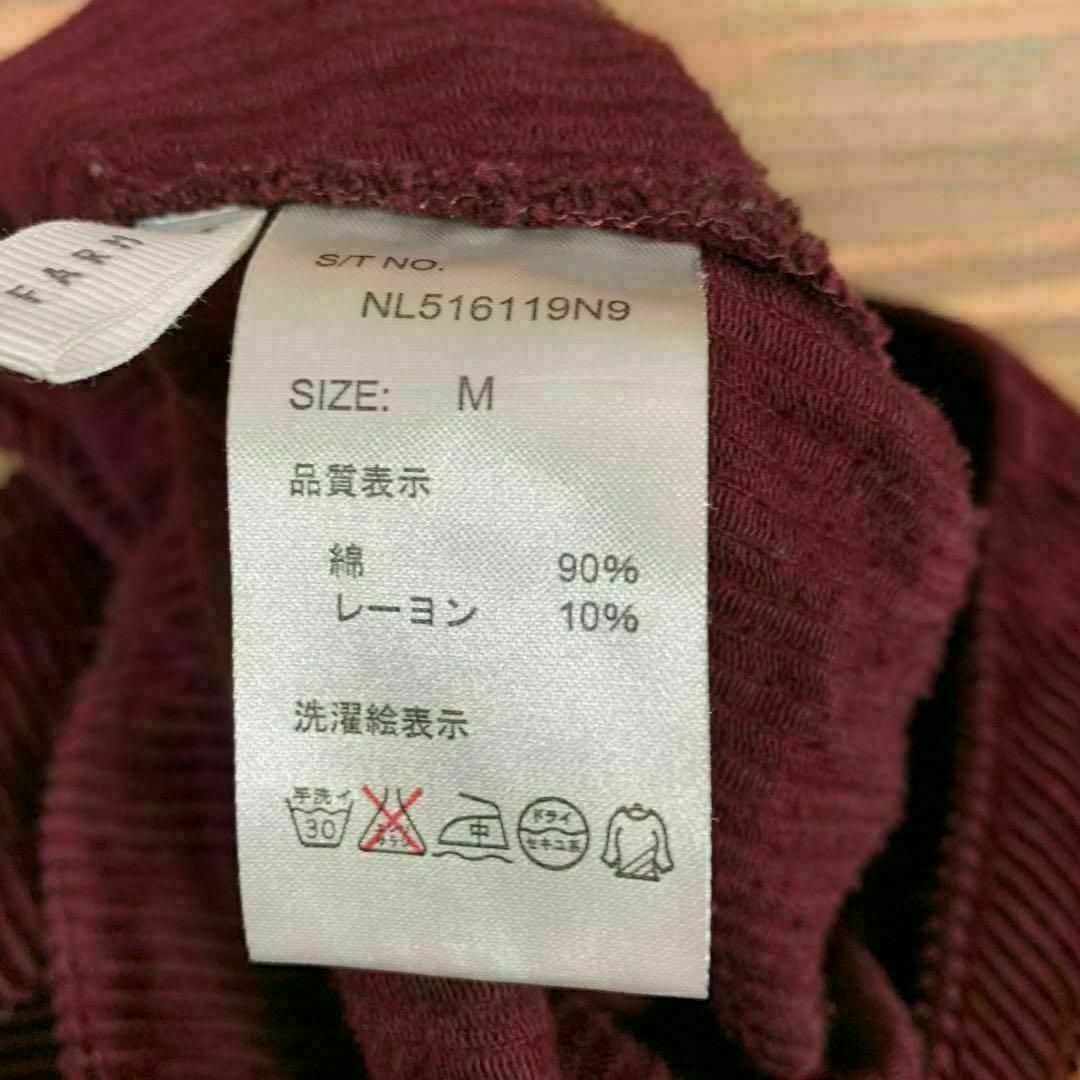 FARM
S/T NO.
NL516119N9
SIZE: M
品質表示
綿 90%
レーヨン 10%
洗濯絵表示
手洗イ
30
中
ドライ
セキユ系